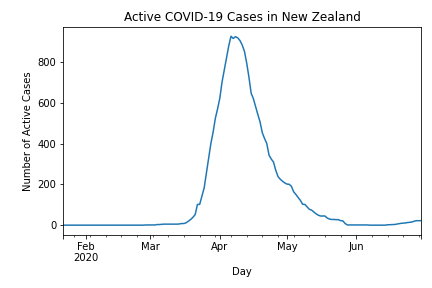 Active COVID-19 Cases in New Zealand
Number of Active Cases
800
600
400
200
0
Feb Mar Apr May Jun
2020
Day